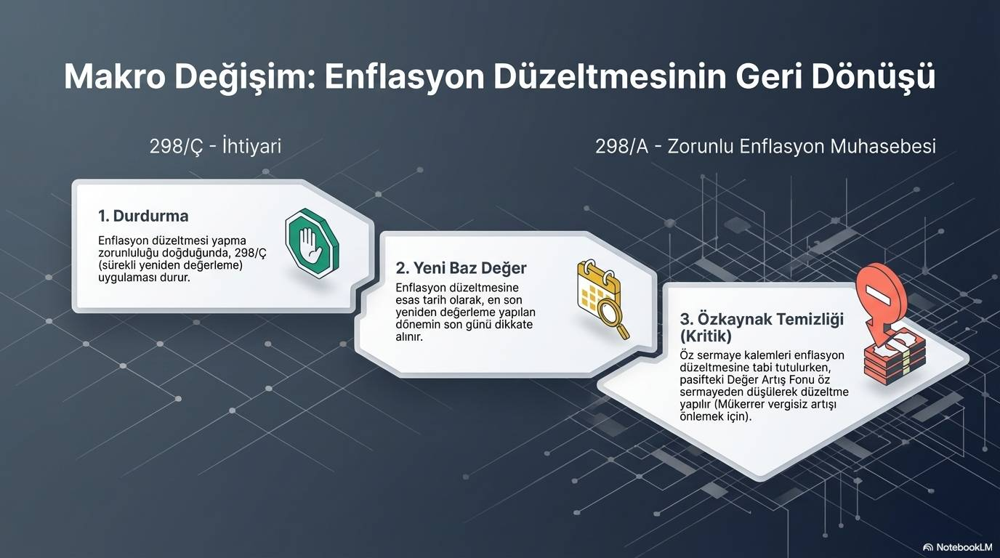 Makro Değişim: Enflasyon Düzeltmesinin Geri Dönüşü
298/Ç - İhtiyari
298/A - Zorunlu Enflasyon Muhasebesi
1. Durdurma
Enflasyon düzeltmesi yapma
zorunluluğu doğduğunda, 298/Ç
(sürekli yeniden değerleme)
uygulaması durur.
2. Yeni Baz Değer
Enflasyon düzeltmesine
esas tarih olarak, en son
yeniden değerleme yapılan
dönemin son günü dikkate
alınır.
3. Özkaynak Temizliği
(Kritik)
Öz sermaye kalemleri enflasyon
düzeltmesine tabi tutulurken,
pasifteki Değer Artış Fonu öz
sermayeden düşülerek düzeltme
yapılır (Mükerrer vergisiz artışı
önlemek için).
NotebookLM